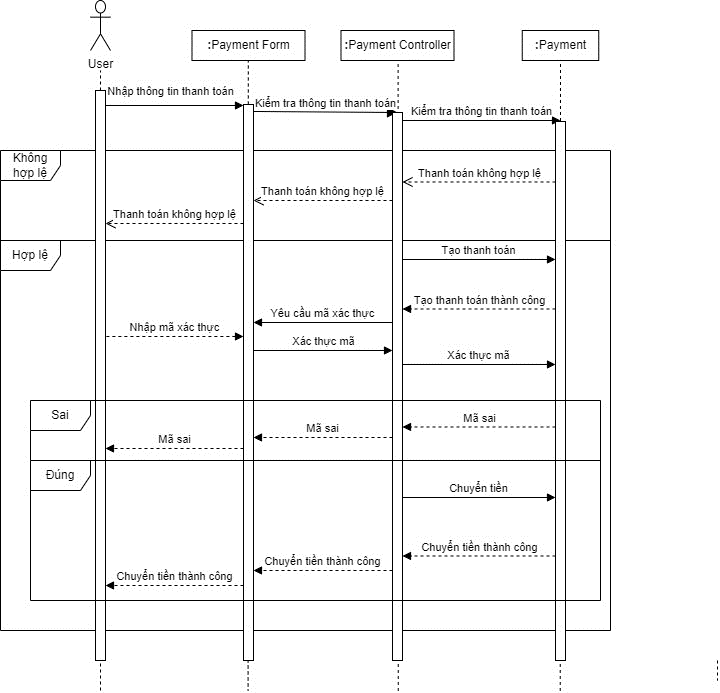 User
:Payment Form
:Payment Controller
:Payment
Nhập thông tin thanh toán
Kiểm tra thông tin thanh toán
Kiểm tra thông tin thanh toán
Không
hợp lệ
Thanh toán không hợp lệ
Thanh toán không hợp lệ
Thanh toán không hợp lệ
Hợp lệ
Tạo thanh toán
Tạo thanh toán thành công
Yêu cầu mã xác thực
Nhập mã xác thực
Xác thực mã
Xác thực mã
Sai
Mã sai
Mã sai
Mã sai
Đúng
Chuyển tiền
Chuyển tiền thành công
Chuyển tiền thành công
Chuyển tiền thành công